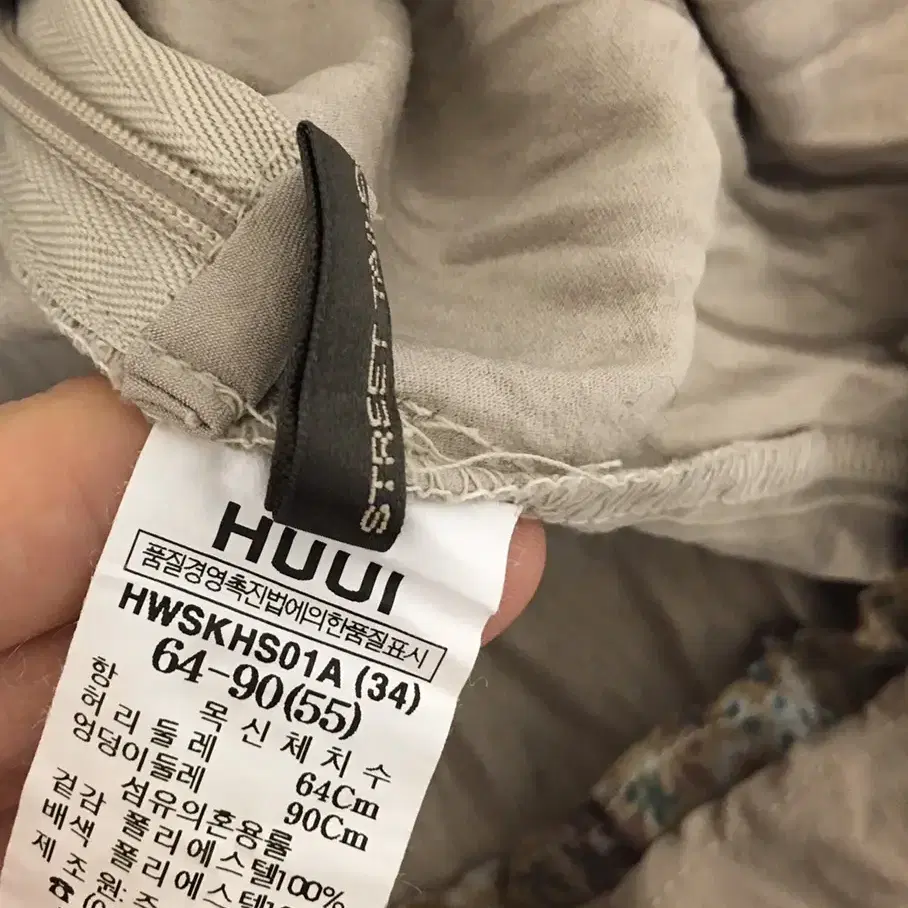 STREET
HUUI
품질경영촉진법에의한품질표시
HWSKHS01A (34)
64-90(55)
항 목 신체치수
허리둘레 64Cm
엉덩이둘레 90Cm
섬유의혼용률
겉감 폴리에스텔100%
배색 폴리에스텔
제조원:
☎